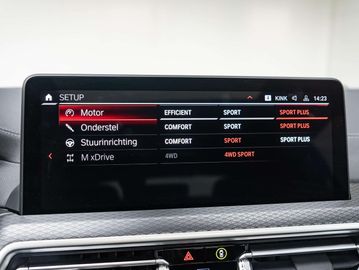 SETUP KINK 14:23
Motor EFFICIENT SPORT SPORT PLUS
Onderstel COMFORT SPORT SPORT PLUS
Stuurinrichting COMFORT SPORT SPORT PLUS
M xDrive 4WD 4WD SPORT